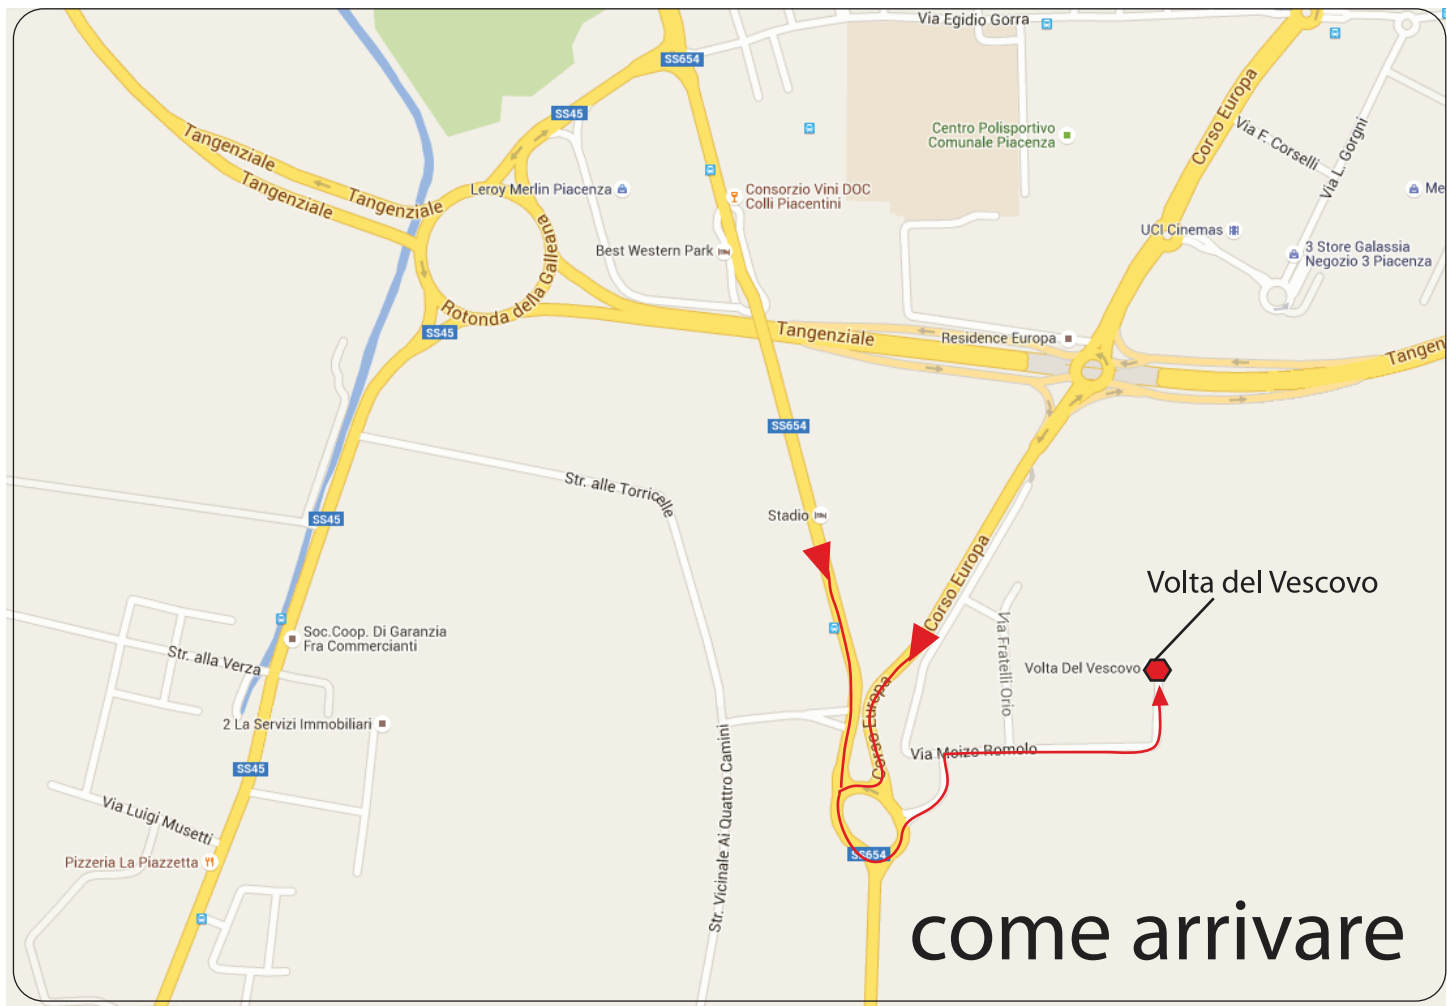 Via Egidio Gorra
SS654
SS45
Corso Europa
Via F. Corselli
Via L. Gorgni
Centro Polisportivo
Comunale Piacenza
Tangenziale
Tangenziale
Tangenziale
Leroy Merlin Piacenza
Consorzio Vini DOC
Colli Piacentini
Me
UCI Cinemas
3 Store Galassia
Negozio 3 Piacenza
Best Western Park
Rotonda della Galleana
SS45
Tangenziale
Residence Europa
Tangen
SS654
Str. alle Torricelle
Stadio
SS45
Corso Europa
Volta del Vescovo
Soc.Coop. Di Garanzia
Fra Commercianti
Str. alla Verza
Via Fratelli Orio
Volta Del Vescovo
2 La Servizi Immobiliari
Corso Europa
Via Moizo Romolo
SS45
Via Luigi Musetti
Str. Vicinale Ai Quattro Camini
Pizzeria La Piazzetta
SS654
come arrivare